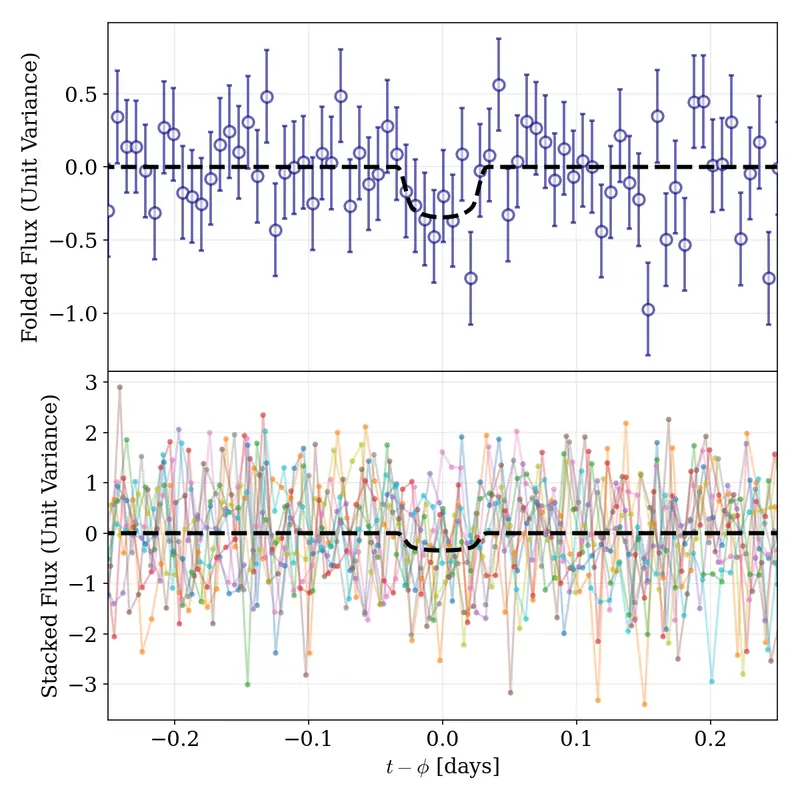 Folded Flux (Unit Variance)
0.5
0.0
−0.5
−1.0
Stacked Flux (Unit Variance)
3
2
1
0
−1
−2
−3
−0.2 −0.1 0.0 0.1 0.2
t − ϕ [days]